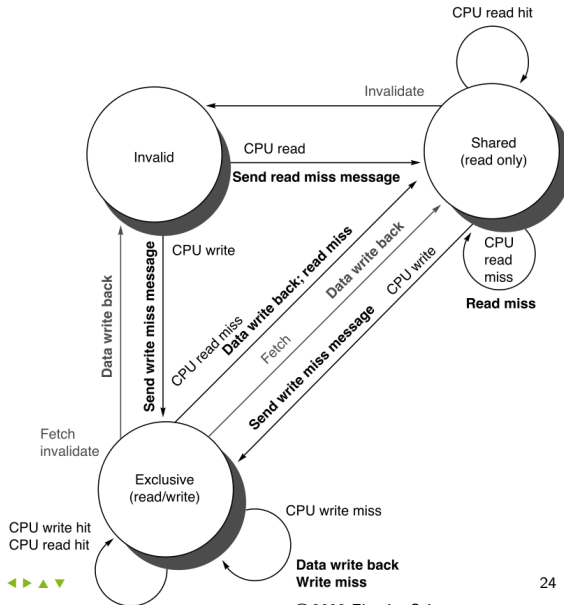 CPU read hit
Invalidate
Invalid
Shared
(read only)
CPU read
Send read miss message
CPU write
CPU
read
miss
Read miss
Data write back
Send write miss message
CPU read miss
Data write back; read miss
Fetch
Data write back
Send write miss message
CPU write
Fetch
invalidate
Exclusive
(read/write)
CPU write hit
CPU read hit
CPU write miss
Data write back
Write miss
24